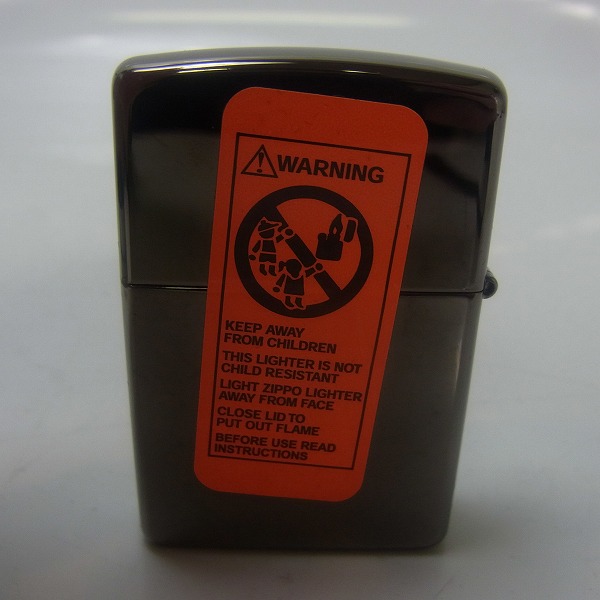 WARNING
KEEP AWAY
FROM CHILDREN
THIS LIGHTER IS NOT
CHILD RESISTANT
LIGHT ZIPPO LIGHTER
AWAY FROM FACE
CLOSE LID TO
PUT OUT FLAME
BEFORE USE READ
INSTRUCTIONS